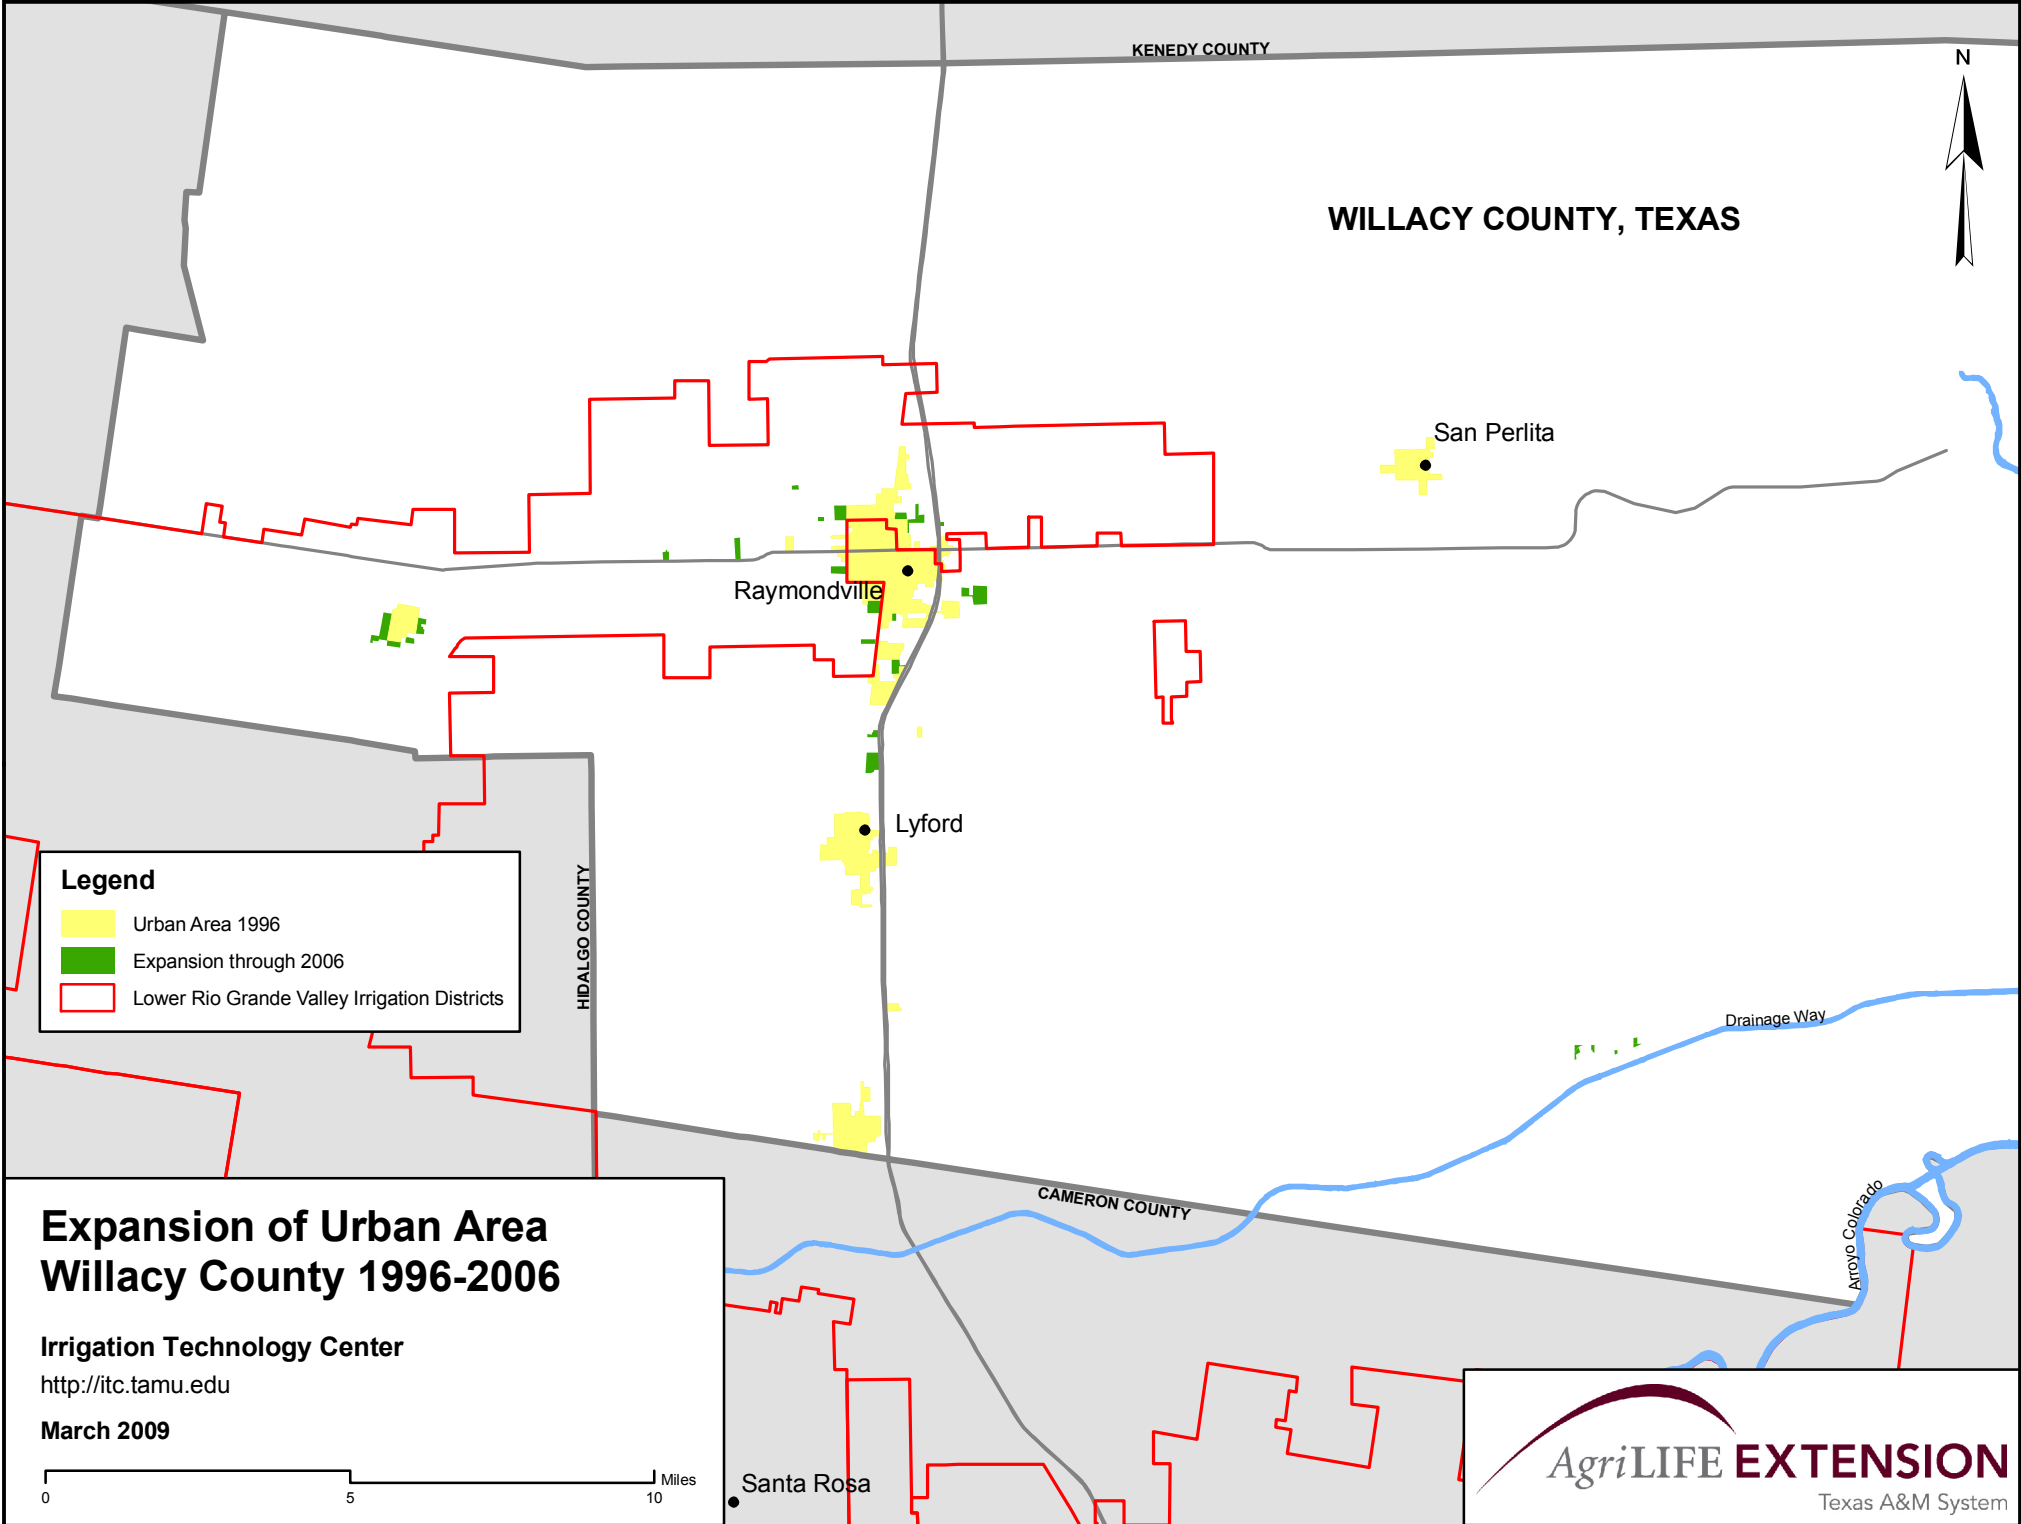 KENEDY COUNTY
N
WILLACY COUNTY, TEXAS
San Perlita
Raymondville
Lyford
Legend
Urban Area 1996
Expansion through 2006
Lower Rio Grande Valley Irrigation Districts
HIDALGO COUNTY
Drainage Way
CAMERON COUNTY
Arroyo Colorado
Expansion of Urban Area
Willacy County 1996-2006
Irrigation Technology Center
http://itc.tamu.edu
March 2009
Miles
0 5 10
Santa Rosa
AgriLIFE EXTENSION
Texas A&M System